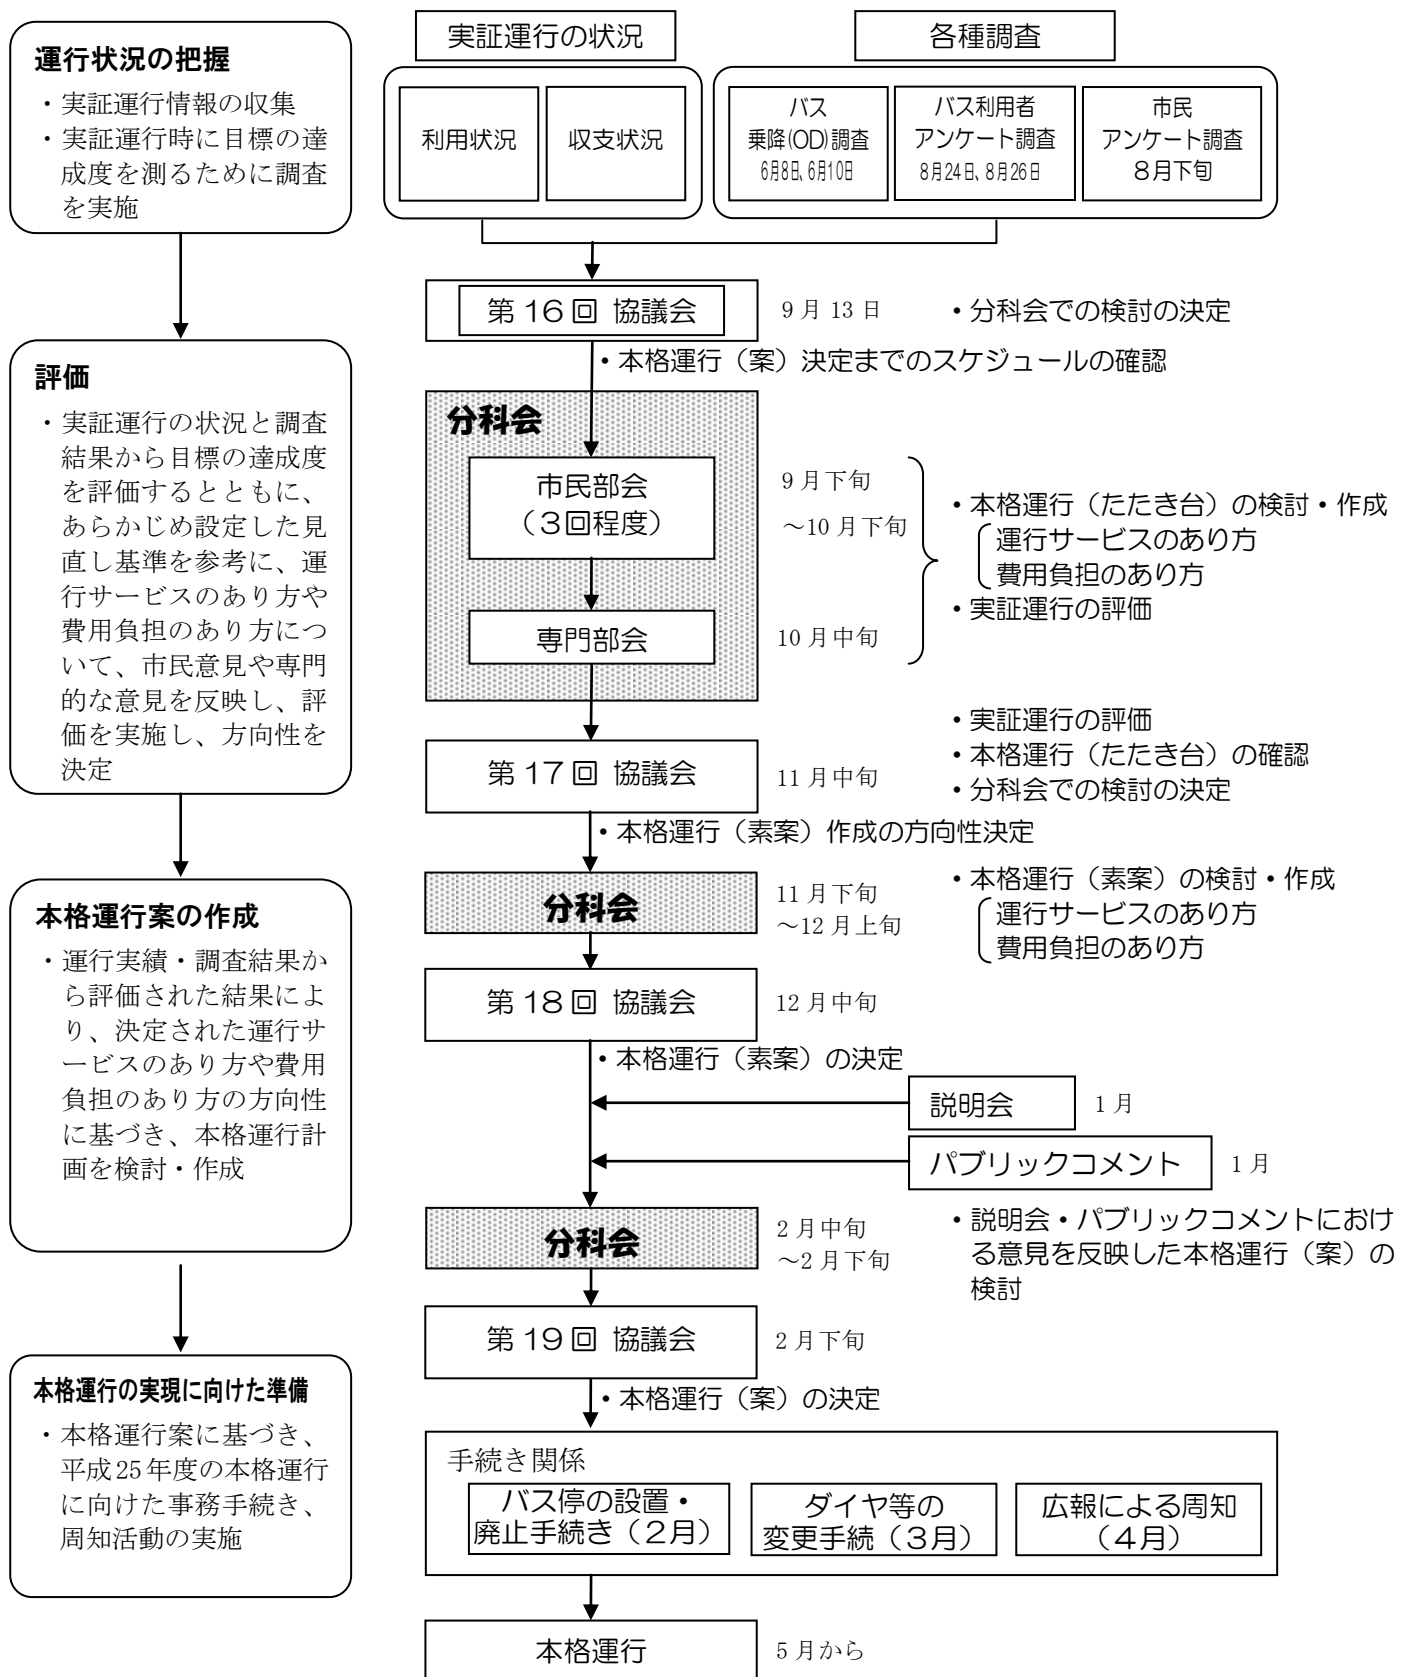 運行状況の把握
・実証運行情報の収集
・実証運行時に目標の達
成度を測るために調査
を実施
評価
・実証運行の状況と調査
結果から目標の達成度
を評価するとともに、
あらかじめ設定した見
直し基準を参考に、運
行サービスのあり方や
費用負担のあり方につ
いて、市民意見や専門
的な意見を反映し、評
価を実施し、方向性を
決定
本格運行案の作成
・運行実績・調査結果か
ら評価された結果によ
り、決定された運行サ
ービスのあり方や費用
負担のあり方の方向性
に基づき、本格運行計
画を検討・作成
本格運行の実現に向けた準備
・本格運行案に基づき、
平成25年度の本格運行
に向けた事務手続き、
周知活動の実施
実証運行の状況
利用状況
収支状況
各種調査
バス
乗降(OD)調査
6月8日、6月10日
バス利用者
アンケート調査
8月24日、8月26日
市民
アンケート調査
8月下旬
第16回 協議会
9月13日
・分科会での検討の決定
・本格運行（案）決定までのスケジュールの確認
分科会
市民部会
（3回程度）
9月下旬
～10月下旬
専門部会
10月中旬
・本格運行（たたき台）の検討・作成
運行サービスのあり方
費用負担のあり方
・実証運行の評価
第17回 協議会
11月中旬
・実証運行の評価
・本格運行（たたき台）の確認
・分科会での検討の決定
・本格運行（素案）作成の方向性決定
分科会
11月下旬
～12月上旬
・本格運行（素案）の検討・作成
運行サービスのあり方
費用負担のあり方
第18回 協議会
12月中旬
・本格運行（素案）の決定
説明会
1月
パブリックコメント
1月
分科会
2月中旬
～2月下旬
・説明会・パブリックコメントにおけ
る意見を反映した本格運行（案）の
検討
第19回 協議会
2月下旬
・本格運行（案）の決定
手続き関係
バス停の設置・
廃止手続き（2月）
ダイヤ等の
変更手続（3月）
広報による周知
（4月）
本格運行
5月から